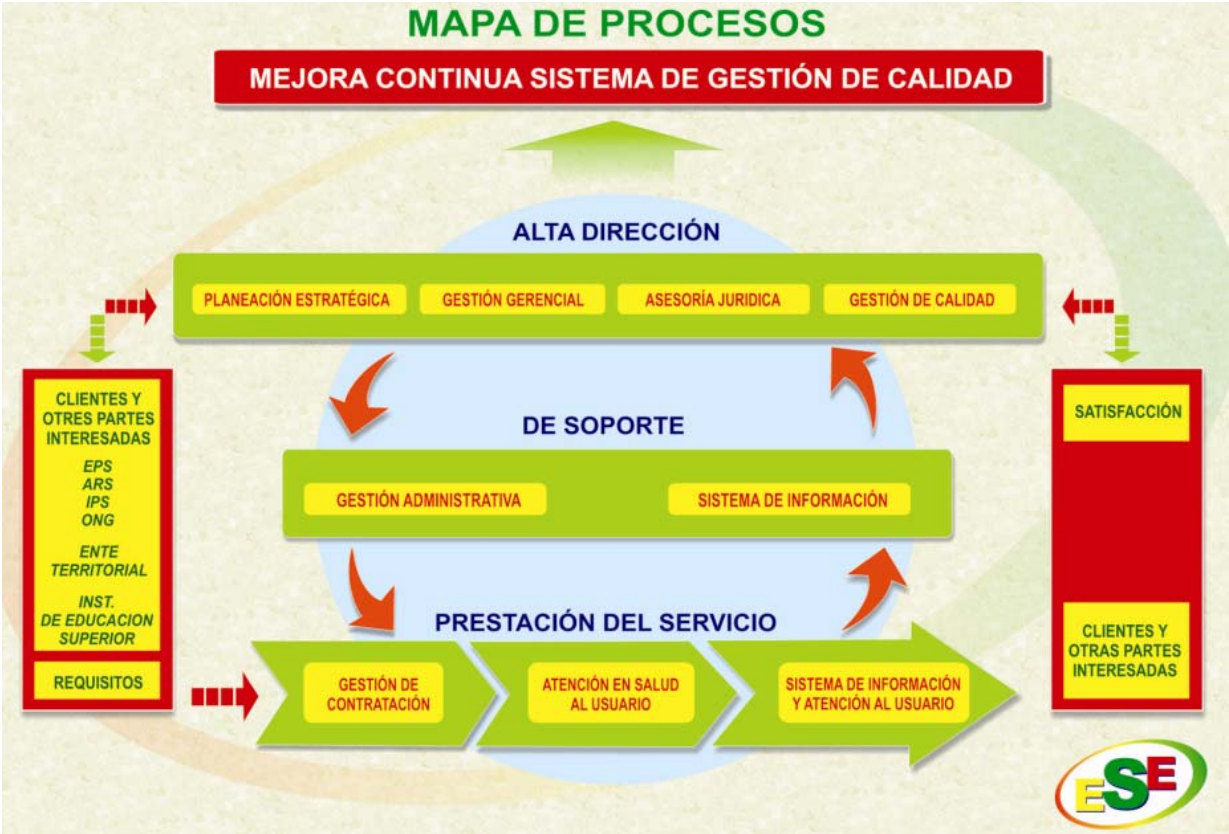 MAPA DE PROCESOS
MEJORA CONTINUA SISTEMA DE GESTIÓN DE CALIDAD
ALTA DIRECCIÓN
PLANEACIÓN ESTRATÉGICA
GESTIÓN GERENCIAL
ASESORÍA JURIDICA
GESTIÓN DE CALIDAD
CLIENTES Y
OTRES PARTES
INTERESADAS
EPS
ARS
IPS
ONG
ENTE
TERRITORIAL
INST.
DE EDUCACION
SUPERIOR
REQUISITOS
DE SOPORTE
GESTIÓN ADMINISTRATIVA
SISTEMA DE INFORMACIÓN
PRESTACIÓN DEL SERVICIO
GESTIÓN DE
CONTRATACIÓN
ATENCIÓN EN SALUD
AL USUARIO
SISTEMA DE INFORMACIÓN
Y ATENCIÓN AL USUARIO
SATISFACCIÓN
CLIENTES Y
OTRAS PARTES
INTERESADAS
ESE